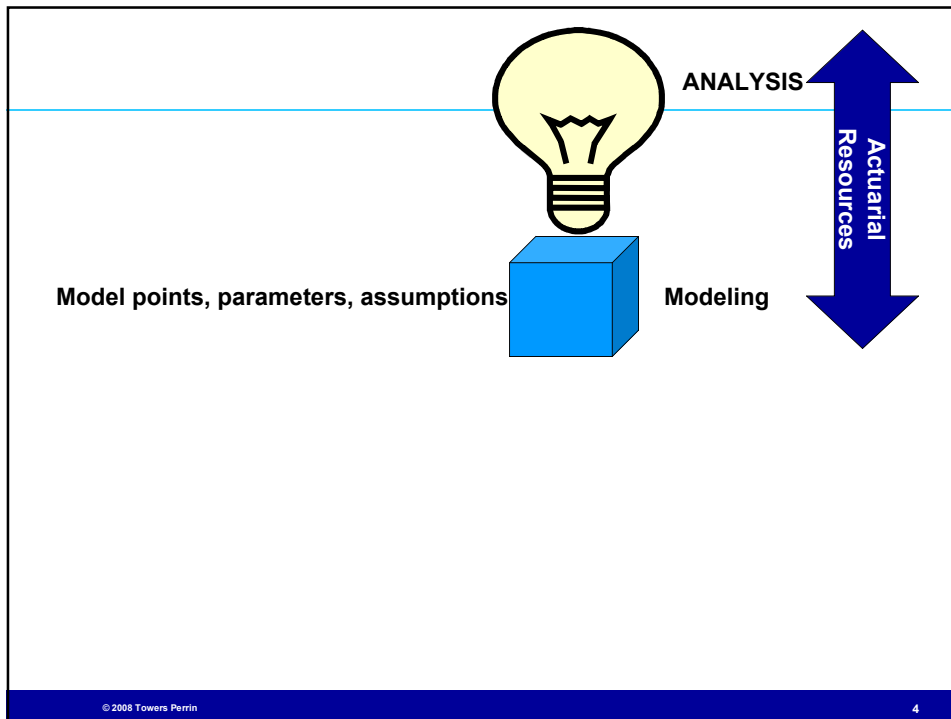 ANALYSIS
Actuarial
Resources
Model points, parameters, assumptions
Modeling
© 2008 Towers Perrin
4